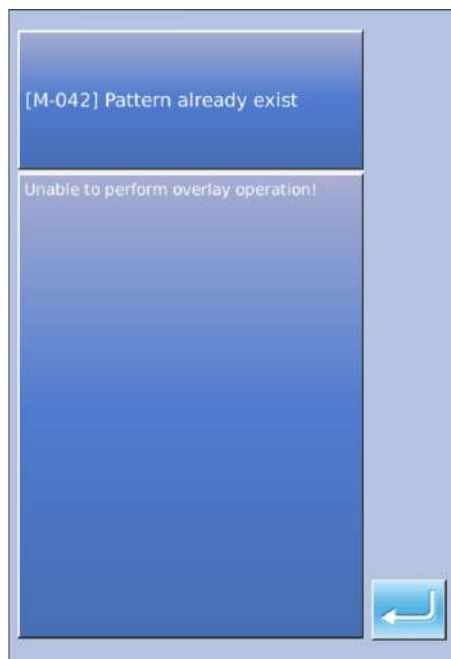 [M-042] Pattern already exist
Unable to perform overlay operation!